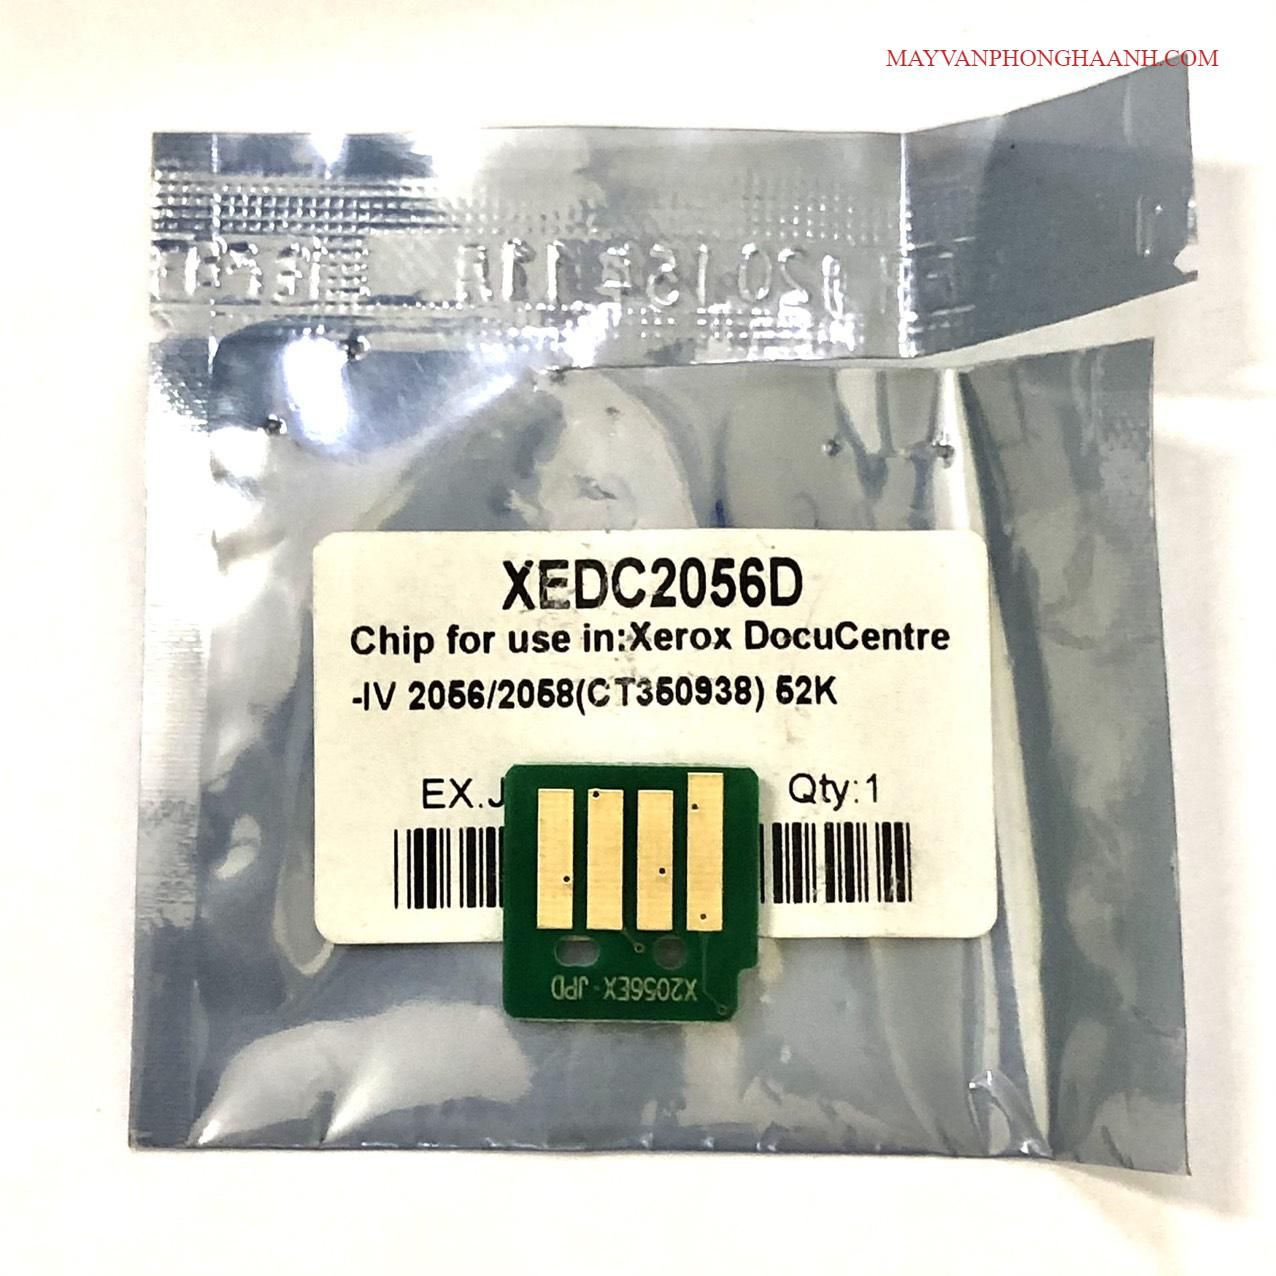 MAYVANPHONGHAANH.COM
XEDC2056D
Chip for use in:Xerox DocuCentre
-IV 2056/2058(CT350938) 52K
EX.J
Qty:1
X2056EX-JPD